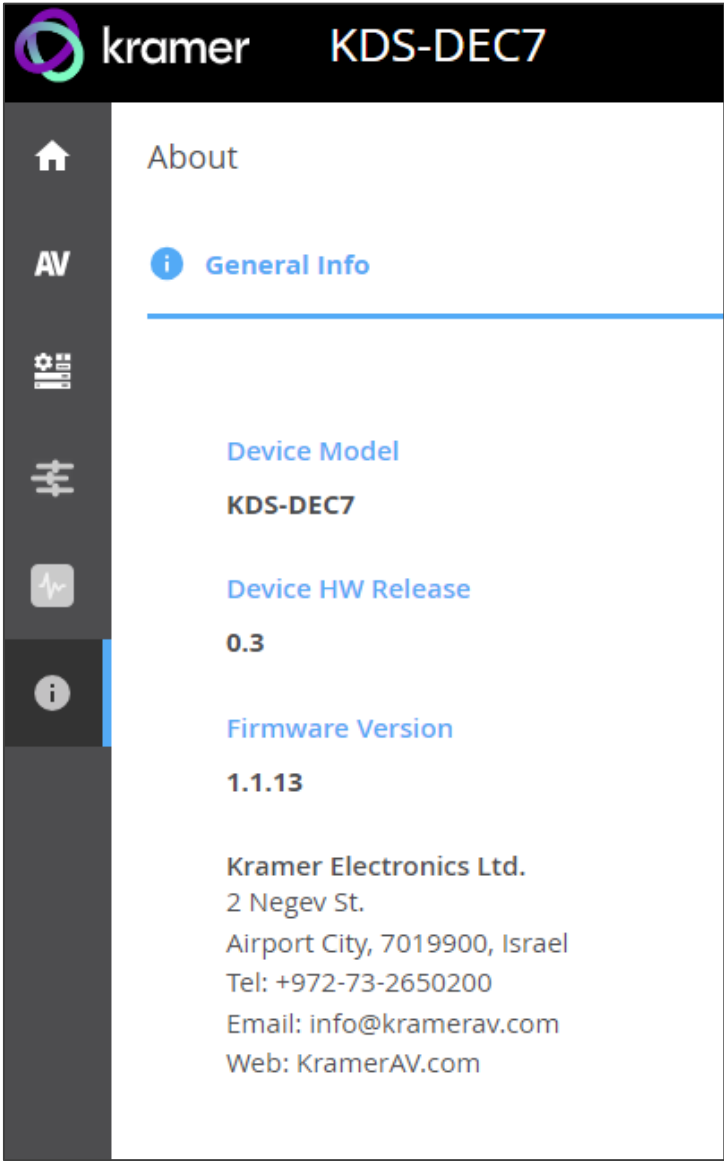 kramer KDS-DEC7
About
AV
General Info
Device Model
KDS-DEC7
Device HW Release
0.3
Firmware Version
1.1.13
Kramer Electronics Ltd.
2 Negev St.
Airport City, 7019900, Israel
Tel: +972-73-2650200
Email: info@kramerav.com
Web: KramerAV.com